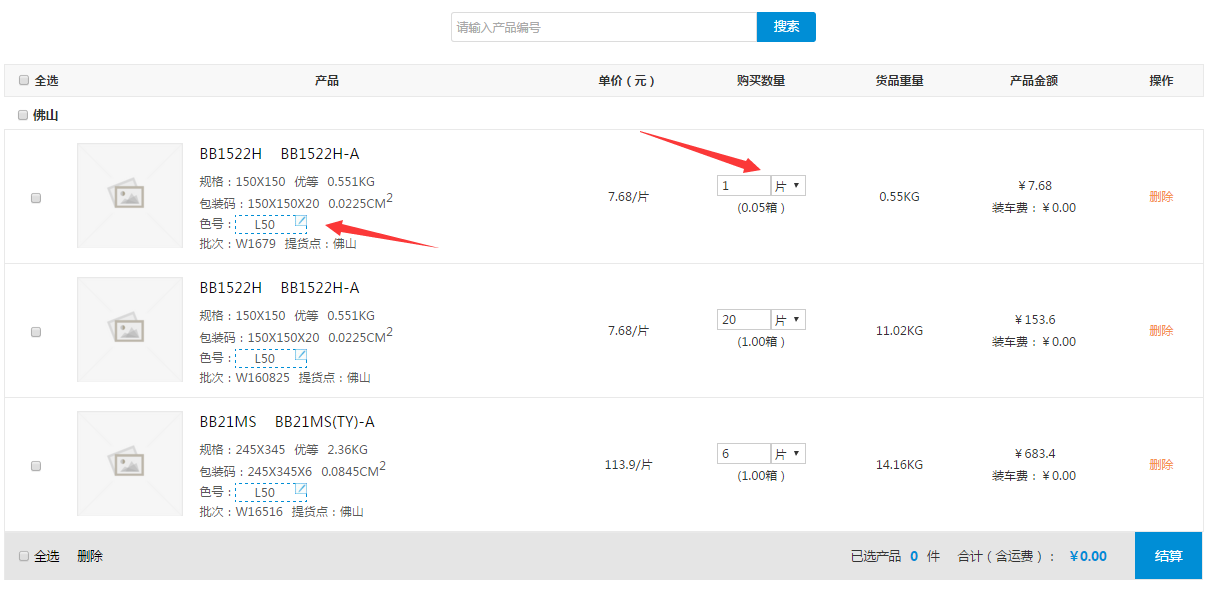 请输入产品编号 搜索
全选 产品 单价（元） 购买数量 货品重量 产品金额 操作
佛山
BB1522H BB1522H-A
规格：150X150 优等 0.551KG
包装码：150X150X20 0.0225CM2
色号： L50
批次：W1679 提货点：佛山
7.68/片
1 片
(0.05箱）
0.55KG
￥7.68
装车费：￥0.00
删除
BB1522H BB1522H-A
规格：150X150 优等 0.551KG
包装码：150X150X20 0.0225CM2
色号： L50
批次：W160825 提货点：佛山
7.68/片
20 片
(1.00箱）
11.02KG
￥153.6
装车费：￥0.00
删除
BB21MS BB21MS(TY)-A
规格：245X345 优等 2.36KG
包装码：245X345X6 0.0845CM2
色号： L50
批次：W16516 提货点：佛山
113.9/片
6 片
(1.00箱）
14.16KG
￥683.4
装车费：￥0.00
删除
全选 删除 已选产品 0 件 合计（含运费）： ￥0.00 结算